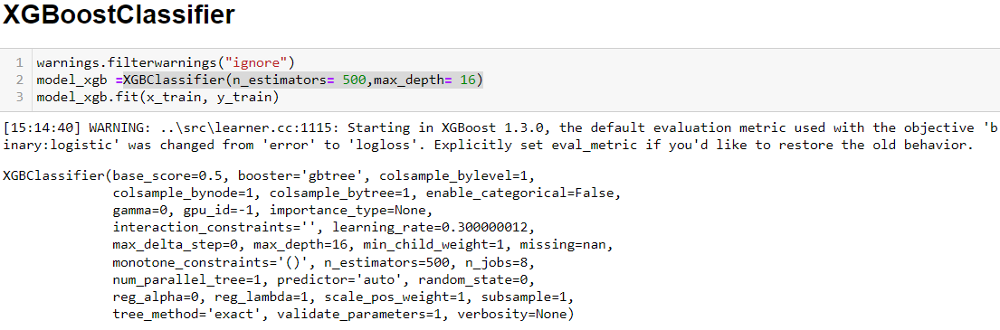 XGBoostClassifier
1 warnings.filterwarnings("ignore")
2 model_xgb =XGBClassifier(n_estimators= 500,max_depth= 16)
3 model_xgb.fit(x_train, y_train)
[15:14:40] WARNING: ..\src\learner.cc:1115: Starting in XGBoost 1.3.0, the default evaluation metric used with the objective 'b
inary:logistic' was changed from 'error' to 'logloss'. Explicitly set eval_metric if you'd like to restore the old behavior.
XGBClassifier(base_score=0.5, booster='gbtree', colsample_bylevel=1,
colsample_bynode=1, colsample_bytree=1, enable_categorical=False,
gamma=0, gpu_id=-1, importance_type=None,
interaction_constraints='', learning_rate=0.300000012,
max_delta_step=0, max_depth=16, min_child_weight=1, missing=nan,
monotone_constraints='()', n_estimators=500, n_jobs=8,
num_parallel_tree=1, predictor='auto', random_state=0,
reg_alpha=0, reg_lambda=1, scale_pos_weight=1, subsample=1,
tree_method='exact', validate_parameters=1, verbosity=None)